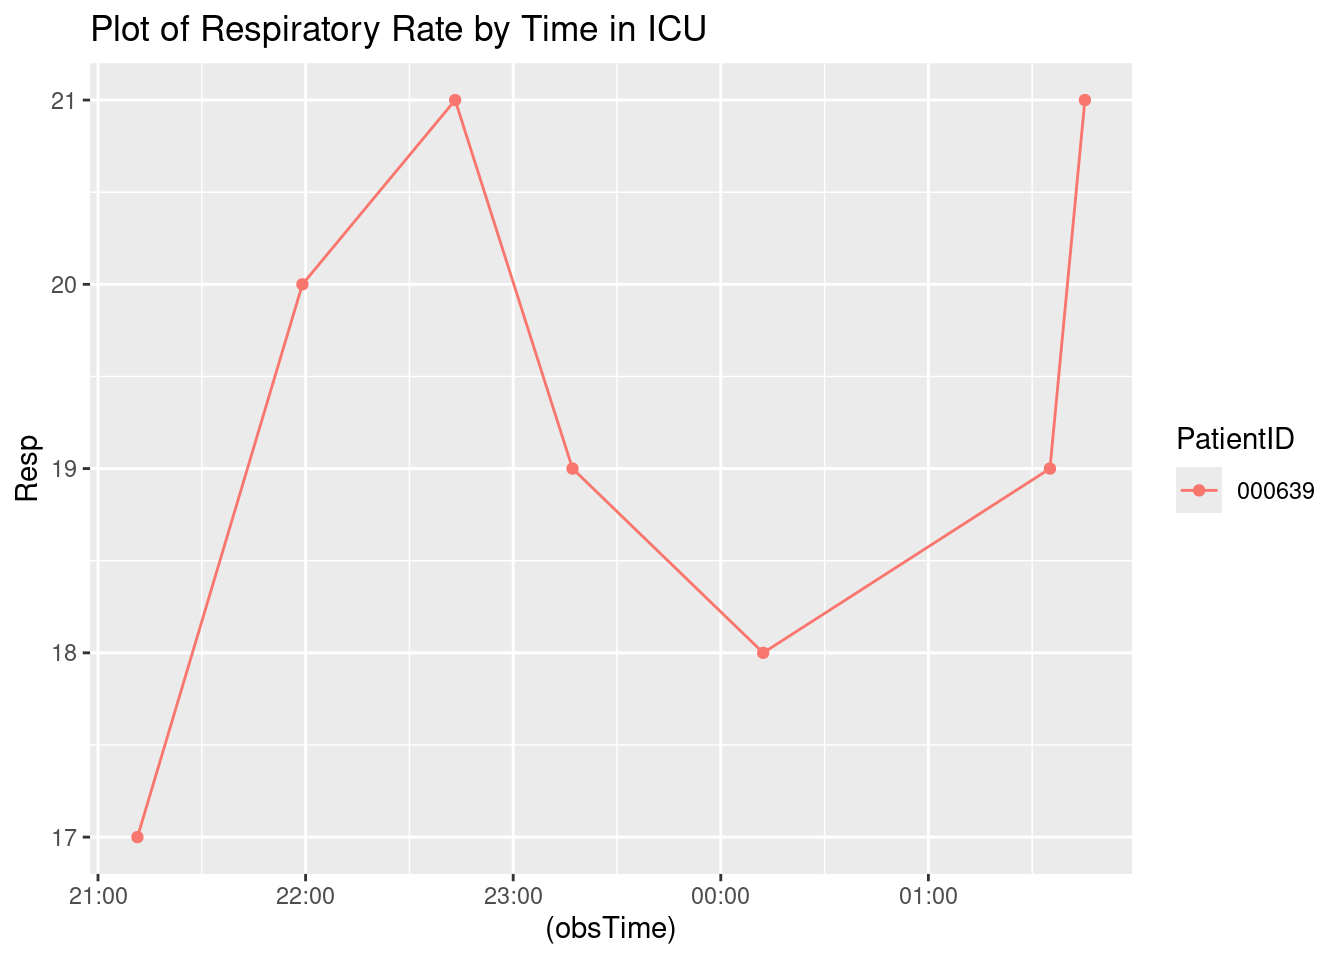 Plot of Respiratory Rate by Time in ICU
21
20
19
18
17
Resp
21:00 22:00 23:00 00:00 01:00
(obsTime)
PatientID
000639